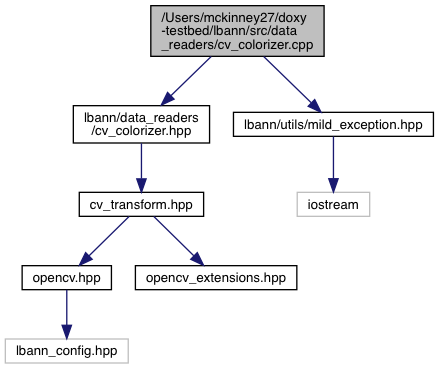 /Users/mckinney27/doxy
-testbed/lbann/src/data
_readers/cv_colorizer.cpp
lbann/data_readers
/cv_colorizer.hpp
lbann/utils/mild_exception.hpp
cv_transform.hpp
iostream
opencv.hpp
opencv_extensions.hpp
lbann_config.hpp